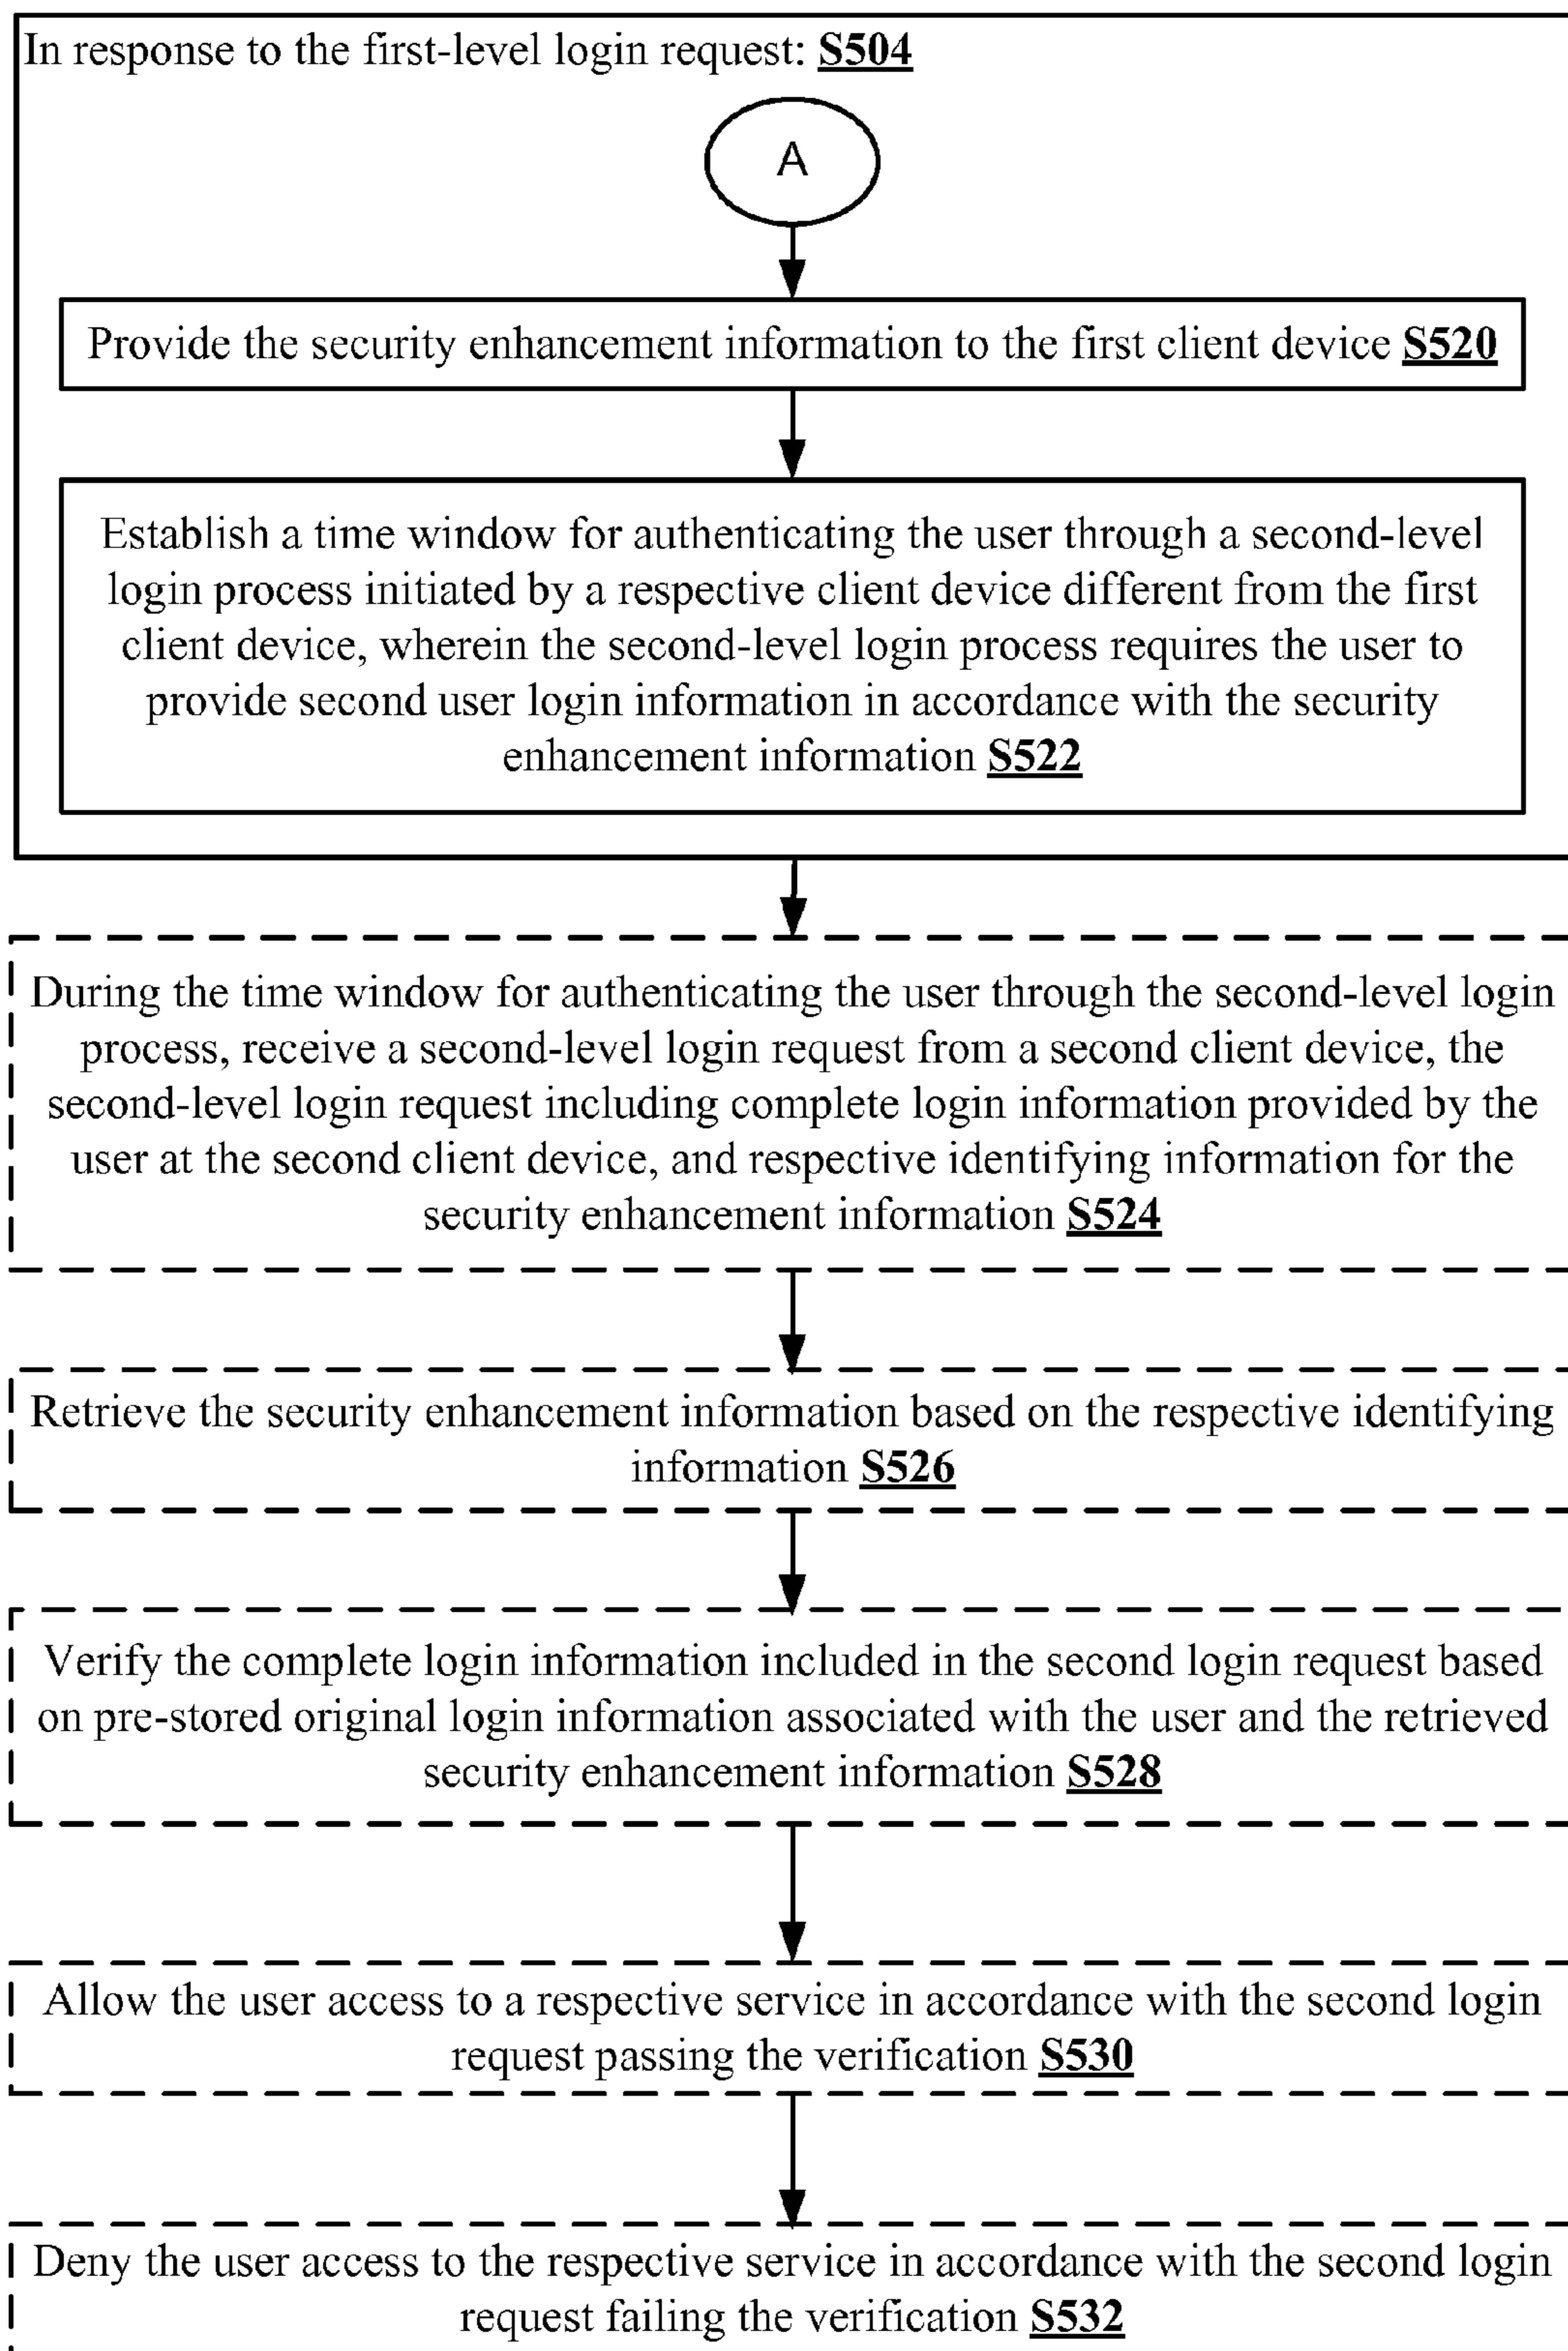 In response to the first-level login request: S504
A
Provide the security enhancement information to the first client device S520
Establish a time window for authenticating the user through a second-level
login process initiated by a respective client device different from the first
client device, wherein the second-level login process requires the user to
provide second user login information in accordance with the security
enhancement information S522
During the time window for authenticating the user through the second-level login
process, receive a second-level login request from a second client device, the
second-level login request including complete login information provided by the
user at the second client device, and respective identifying information for the
security enhancement information S524
Retrieve the security enhancement information based on the respective identifying
information S526
Verify the complete login information included in the second login request based
on pre-stored original login information associated with the user and the retrieved
security enhancement information S528
Allow the user access to a respective service in accordance with the second login
request passing the verification S530
Deny the user access to the respective service in accordance with the second login
request failing the verification S532